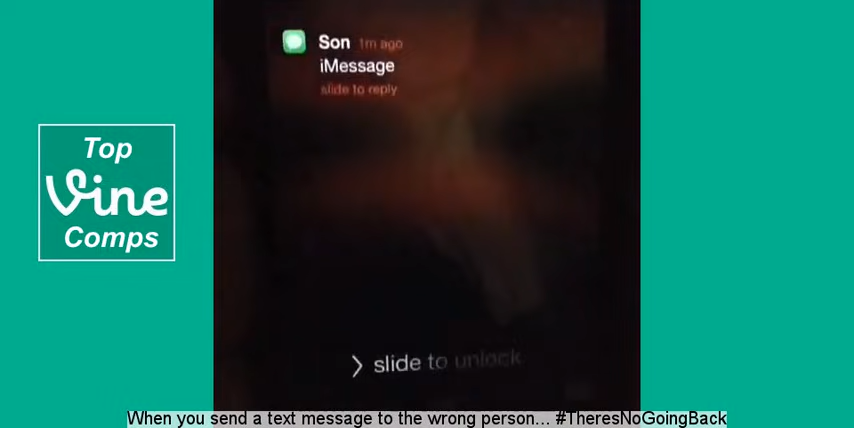 Son 1m ago
iMessage
slide to reply
Top
Vine
Comps
> slide to unlock
When you send a text message to the wrong person... #TheresNoGoingBack